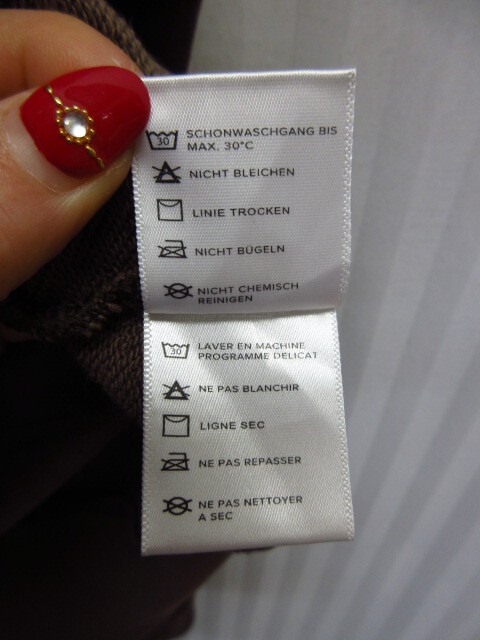 30 SCHONWASCHGANG BIS
MAX. 30°C
NICHT BLEICHEN
LINIE TROCKEN
NICHT BÜGELN
NICHT CHEMISCH
REINIGEN
30 LAVER EN MACHINE
PROGRAMME DELICAT
NE PAS BLANCHIR
LIGNE SEC
NE PAS REPASSER
NE PAS NETTOYER
A SEC